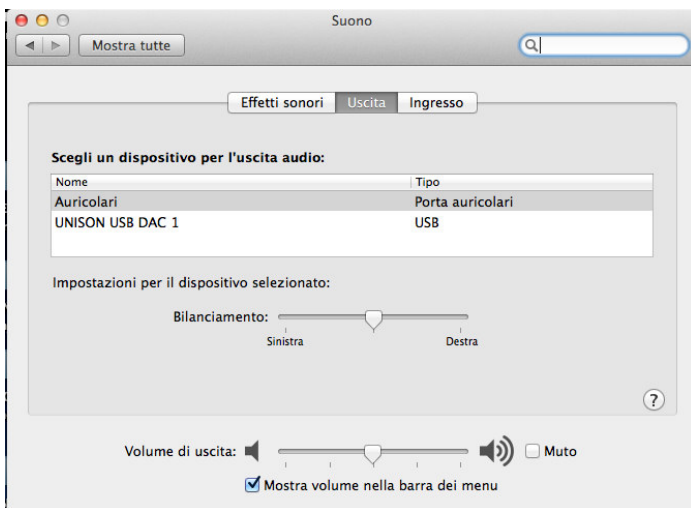 Suono
Mostra tutte
Effetti sonori Uscita Ingresso
Scegli un dispositivo per l'uscita audio:
Nome Tipo
Auricolari Porta auricolari
UNISON USB DAC 1 USB
Impostazioni per il dispositivo selezionato:
Bilanciamento:
Sinistra Destra
?
Volume di uscita: Muto
Mostra volume nella barra dei menu